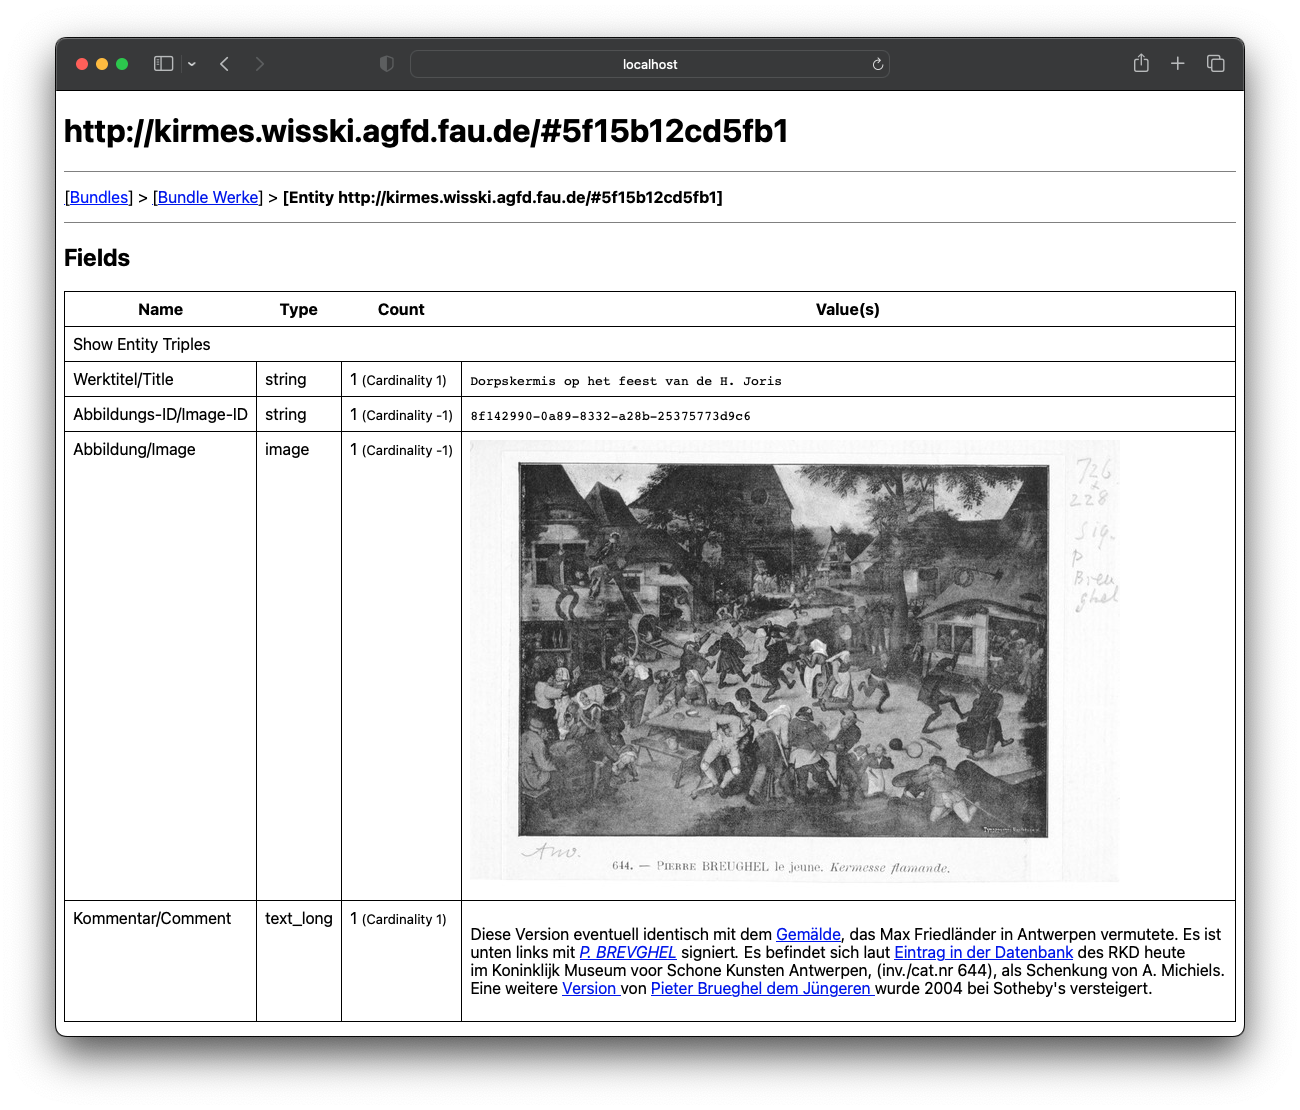 localhost
http://kirmes.wisski.agfd.fau.de/#5f15b12cd5fb1
[Bundles] > [Bundle Werke] > [Entity http://kirmes.wisski.agfd.fau.de/#5f15b12cd5fb1]
Fields
Name Type Count Value(s)
Show Entity Triples
Werktitel/Title string 1 (Cardinality 1) Dorpskermis op het feest van de H. Joris
Abbildungs-ID/Image-ID string 1 (Cardinality -1) 8f142990-0a89-8332-a28b-25375773d9c6
Abbildung/Image image 1 (Cardinality -1)
726
228
Sig.
P
Breu
ghel
644. — PIERRE BREUGHEL le jeune. Kermesse flamande.
Kommentar/Comment text_long 1 (Cardinality 1)
Diese Version eventuell identisch mit dem Gemälde, das Max Friedländer in Antwerpen vermutete. Es ist
unten links mit P. BREVGHEL signiert. Es befindet sich laut Eintrag in der Datenbank des RKD heute
im Koninklijk Museum voor Schone Kunsten Antwerpen, (inv./cat.nr 644), als Schenkung von A. Michiels.
Eine weitere Version von Pieter Brueghel dem Jüngeren wurde 2004 bei Sotheby's versteigert.